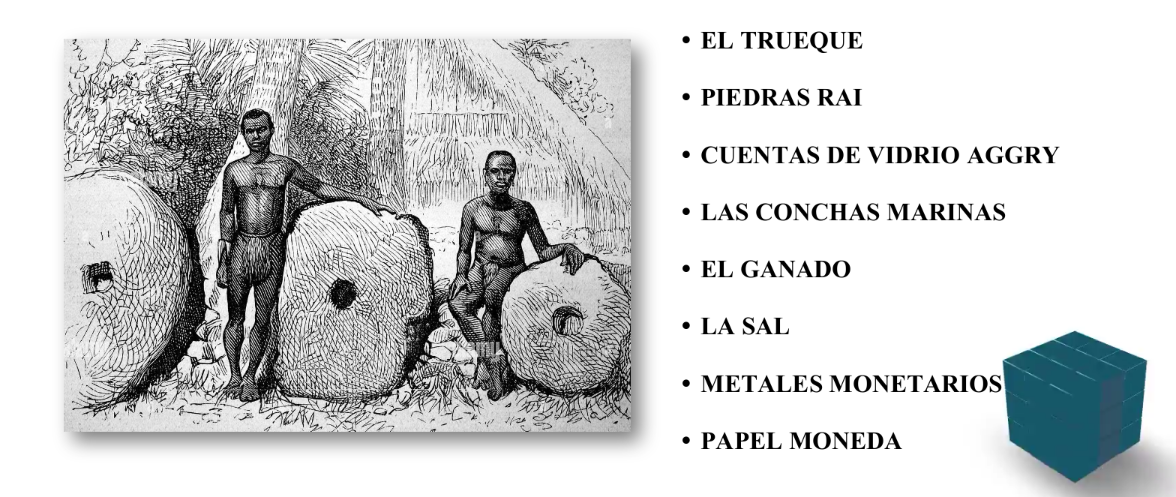 • EL TRUEQUE
• PIEDRAS RAI
• CUENTAS DE VIDRIO AGGRY
• LAS CONCHAS MARINAS
• EL GANADO
• LA SAL
• METALES MONETARIOS
• PAPEL MONEDA